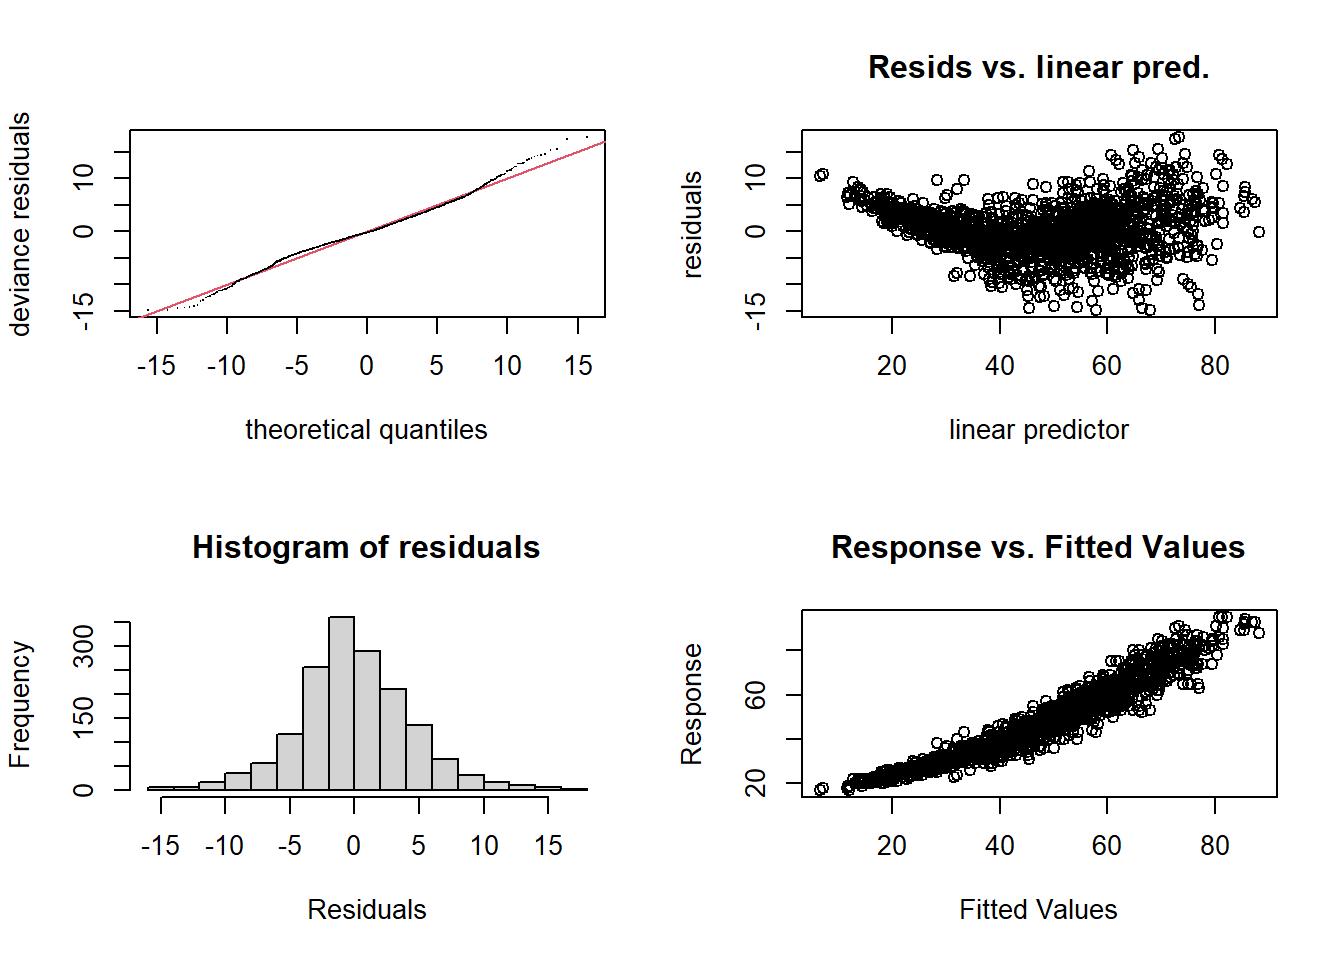 deviance residuals
10
0
-15
-15 -10 -5 0 5 10 15
theoretical quantiles
Resids vs. linear pred.
residuals
10
0
-15
20 40 60 80
linear predictor
Histogram of residuals
Frequency
300
150
0
-15 -10 -5 0 5 10 15
Residuals
Response vs. Fitted Values
Response
60
20
20 40 60 80
Fitted Values